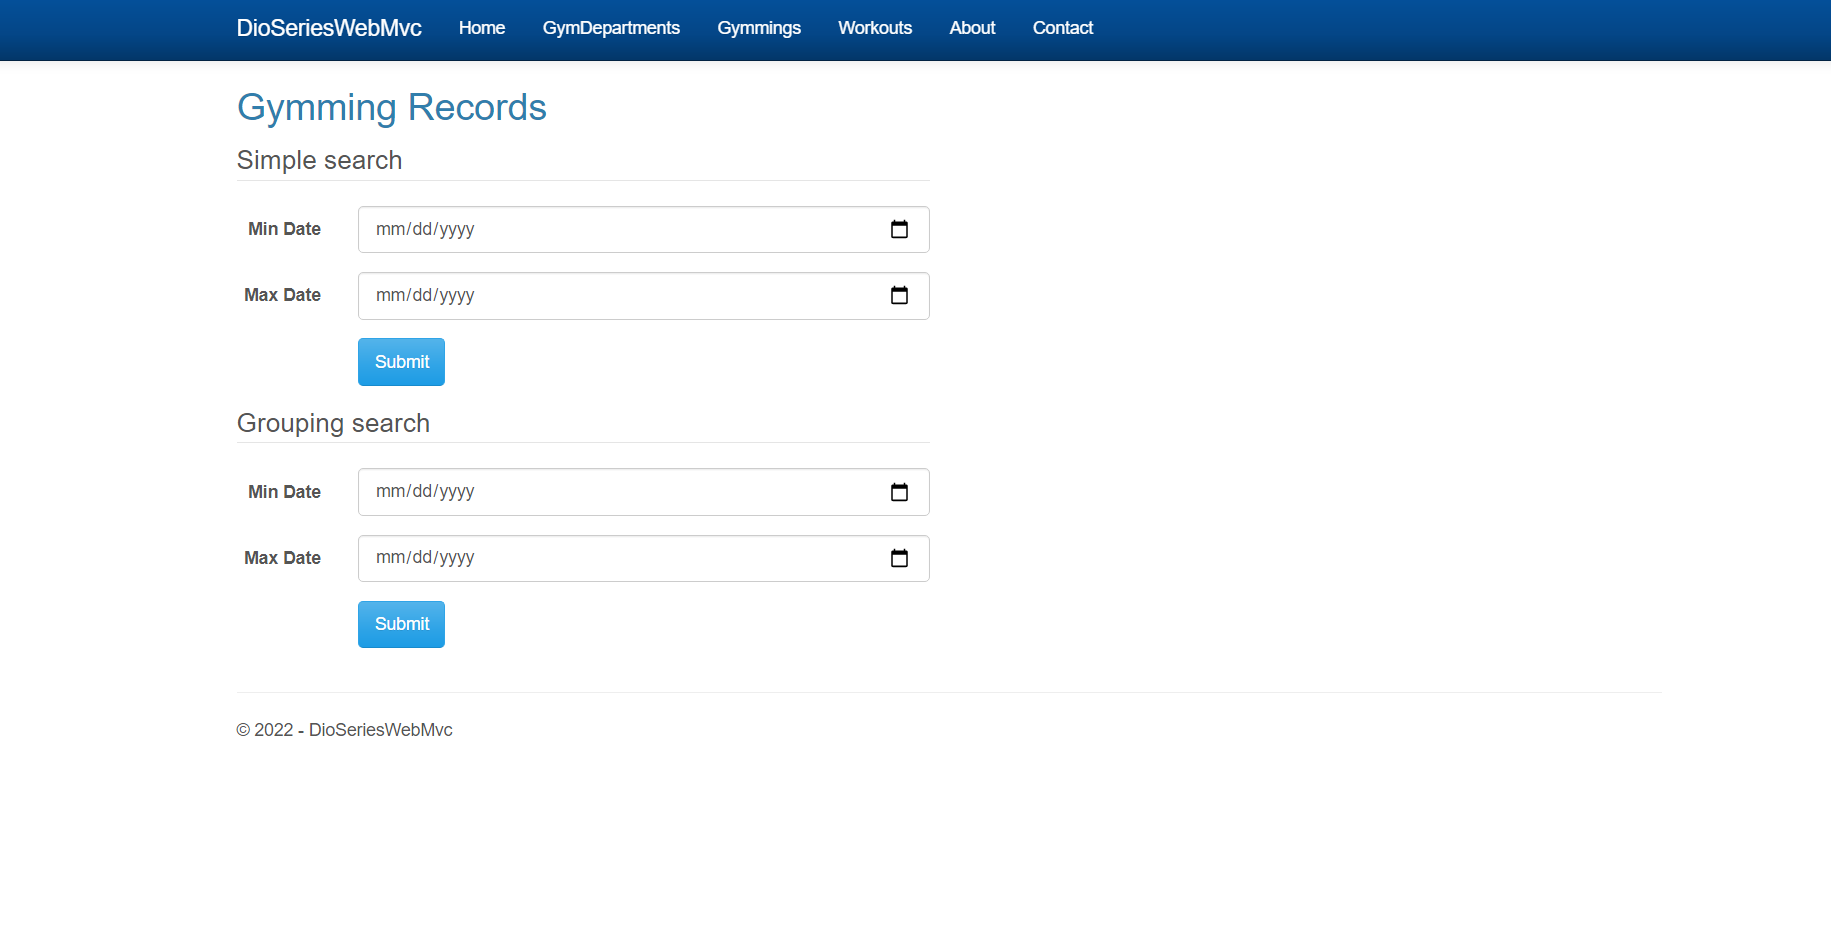 DioSeriesWebMvc Home GymDepartments Gymmings Workouts About Contact
Gymming Records
Simple search
Min Date mm/dd/yyyy
Max Date mm/dd/yyyy
Submit
Grouping search
Min Date mm/dd/yyyy
Max Date mm/dd/yyyy
Submit
© 2022 - DioSeriesWebMvc